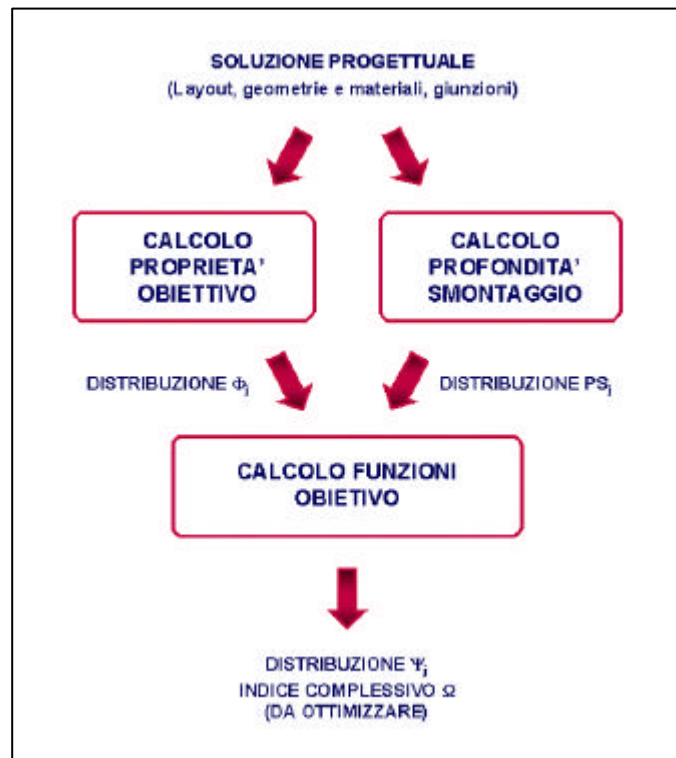 SOLUZIONE PROGETTUALE
(Layout, geometrie e materiali, giunzioni)
CALCOLO
PROPRIETA'
OBIETTIVO
CALCOLO
PROFONDITA'
SMONTAGGIO
DISTRIBUZIONE Φj
DISTRIBUZIONE PSj
CALCOLO FUNZIONI
OBIETIVO
DISTRIBUZIONE Ψj
INDICE COMPLESSIVO Ω
(DA OTTIMIZZARE)